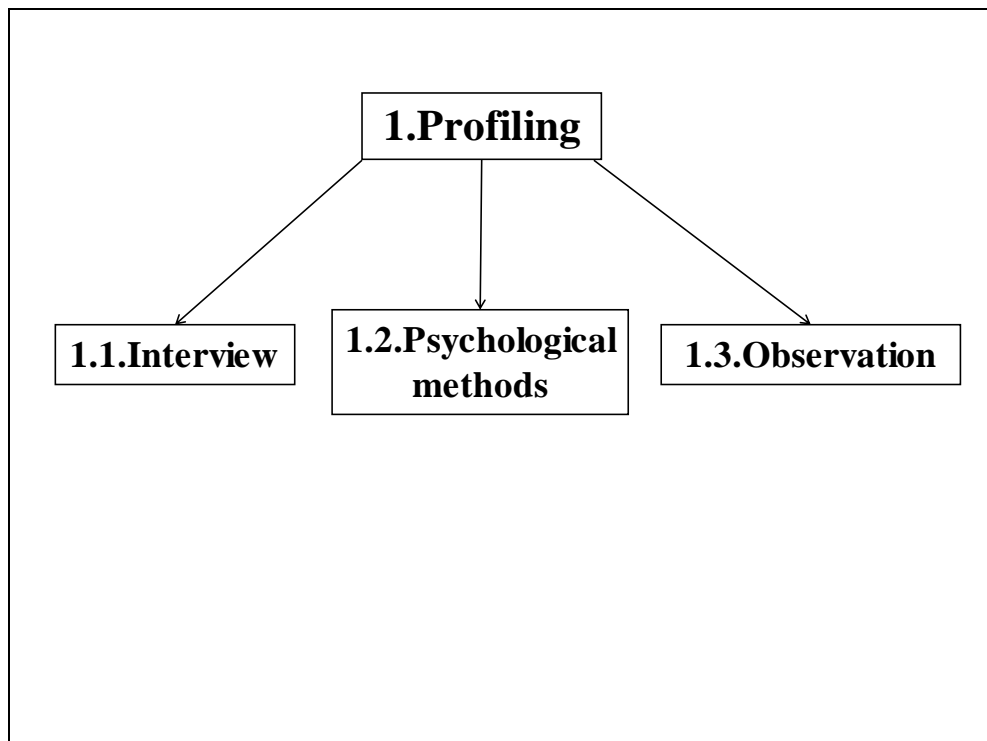 1.Profiling
1.1.Interview
1.2.Psychological
methods
1.3.Observation